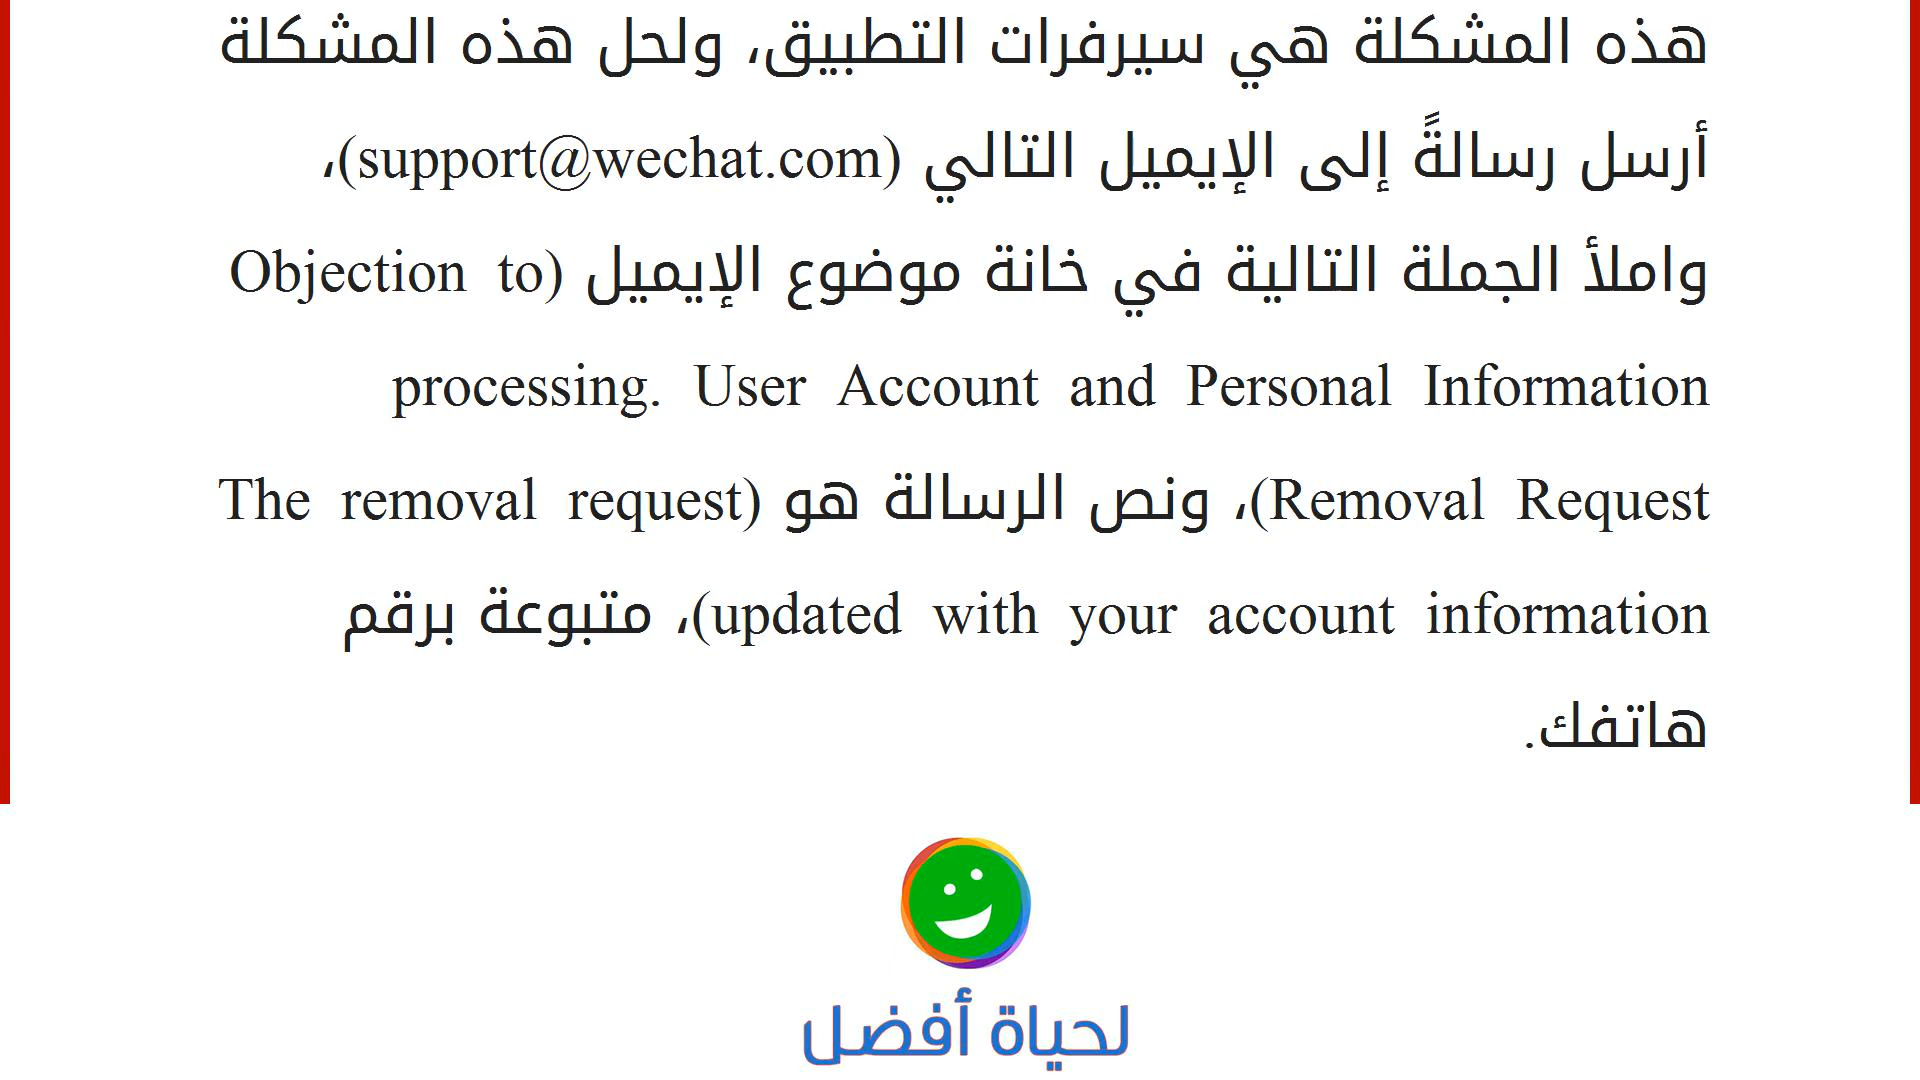 هذه المشكلة هي سيرفرات التطبيق، ولحل هذه المشكلة
أرسل رسالةً إلى الإيميل التالي (support@wechat.com)،
واملأ الجملة التالية في خانة موضوع الإيميل (Objection to
processing. User Account and Personal Information
Removal Request)، ونص الرسالة هو (The removal request
updated with your account information)، متبوعة برقم
هاتفك.
لحياة أفضل